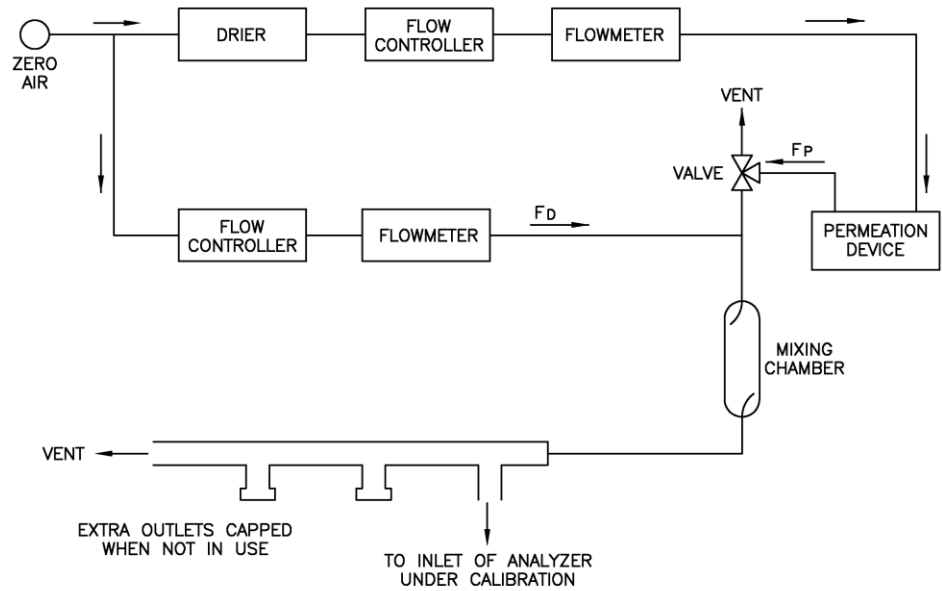 ZERO
AIR
DRIER
FLOW
CONTROLLER
FLOWMETER
VENT
VALVE
FP
FLOW
CONTROLLER
FLOWMETER
FD
PERMEATION
DEVICE
MIXING
CHAMBER
VENT
EXTRA OUTLETS CAPPED
WHEN NOT IN USE
TO INLET OF ANALYZER
UNDER CALIBRATION